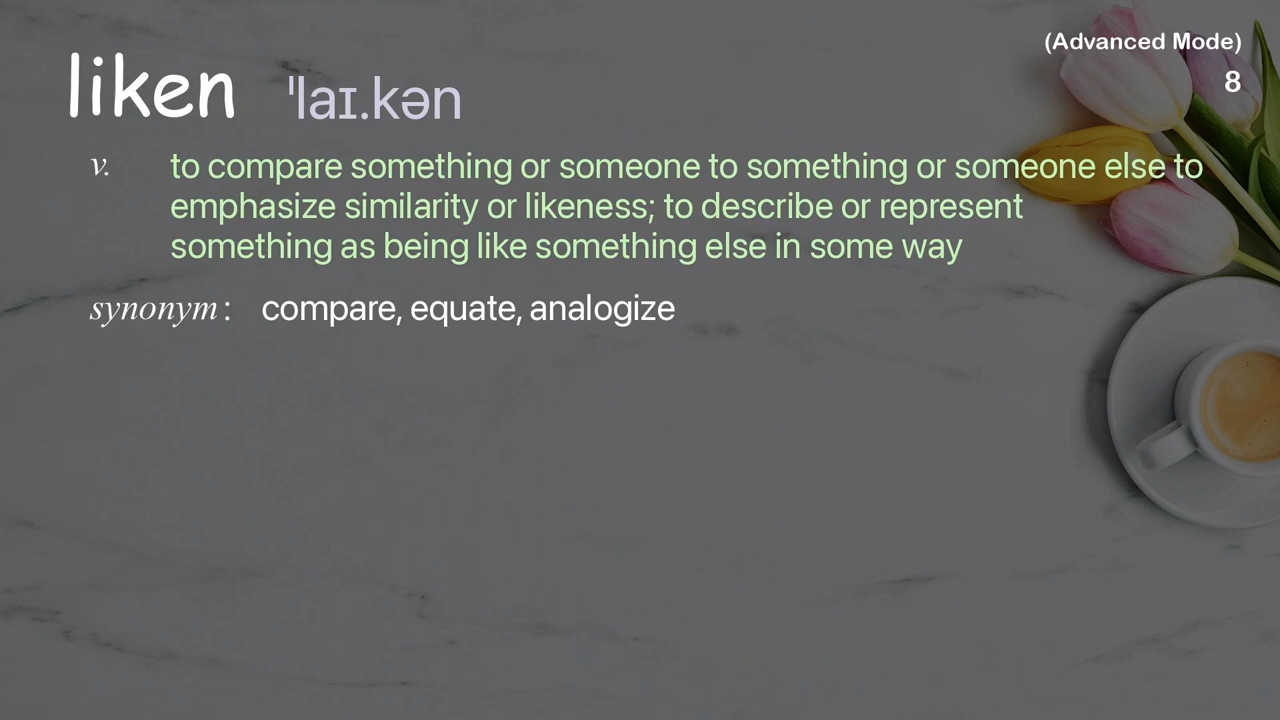 (Advanced Mode)
8
liken ˈlaɪ.kən
v. to compare something or someone to something or someone else to
emphasize similarity or likeness; to describe or represent
something as being like something else in some way
synonym: compare, equate, analogize